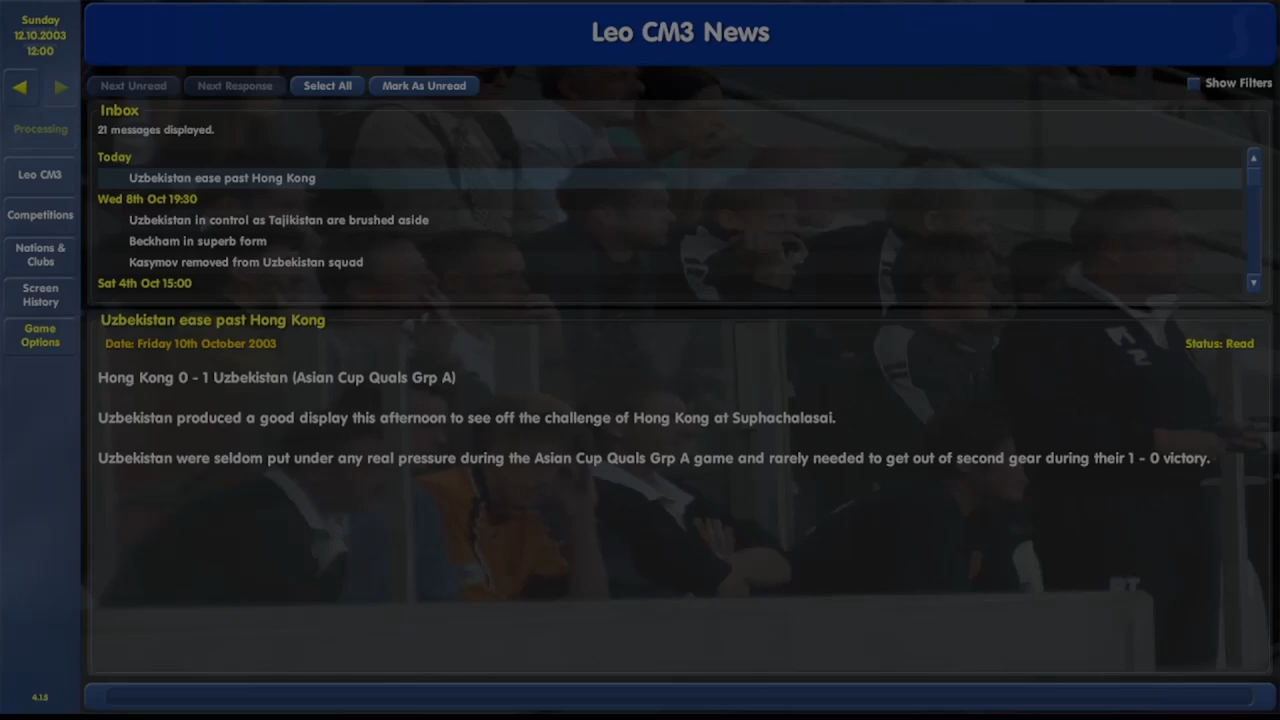 Sunday
12.10.2003
12:00
Leo CM3 News
Next Unread
Next Response
Select All
Mark As Unread
Show Filters
Processing
Leo CM3
Competitions
Nations &
Clubs
Screen
History
Game
Options
Inbox
21 messages displayed.
Today
Uzbekistan ease past Hong Kong
Wed 8th Oct 19:30
Uzbekistan in control as Tajikistan are brushed aside
Beckham in superb form
Kasymov removed from Uzbekistan squad
Sat 4th Oct 15:00
Uzbekistan ease past Hong Kong
Date: Friday 10th October 2003
Status: Read
Hong Kong 0 - 1 Uzbekistan (Asian Cup Quals Grp A)
Uzbekistan produced a good display this afternoon to see off the challenge of Hong Kong at Suphachalasai.
Uzbekistan were seldom put under any real pressure during the Asian Cup Quals Grp A game and rarely needed to get out of second gear during their 1 - 0 victory.
4.1.5